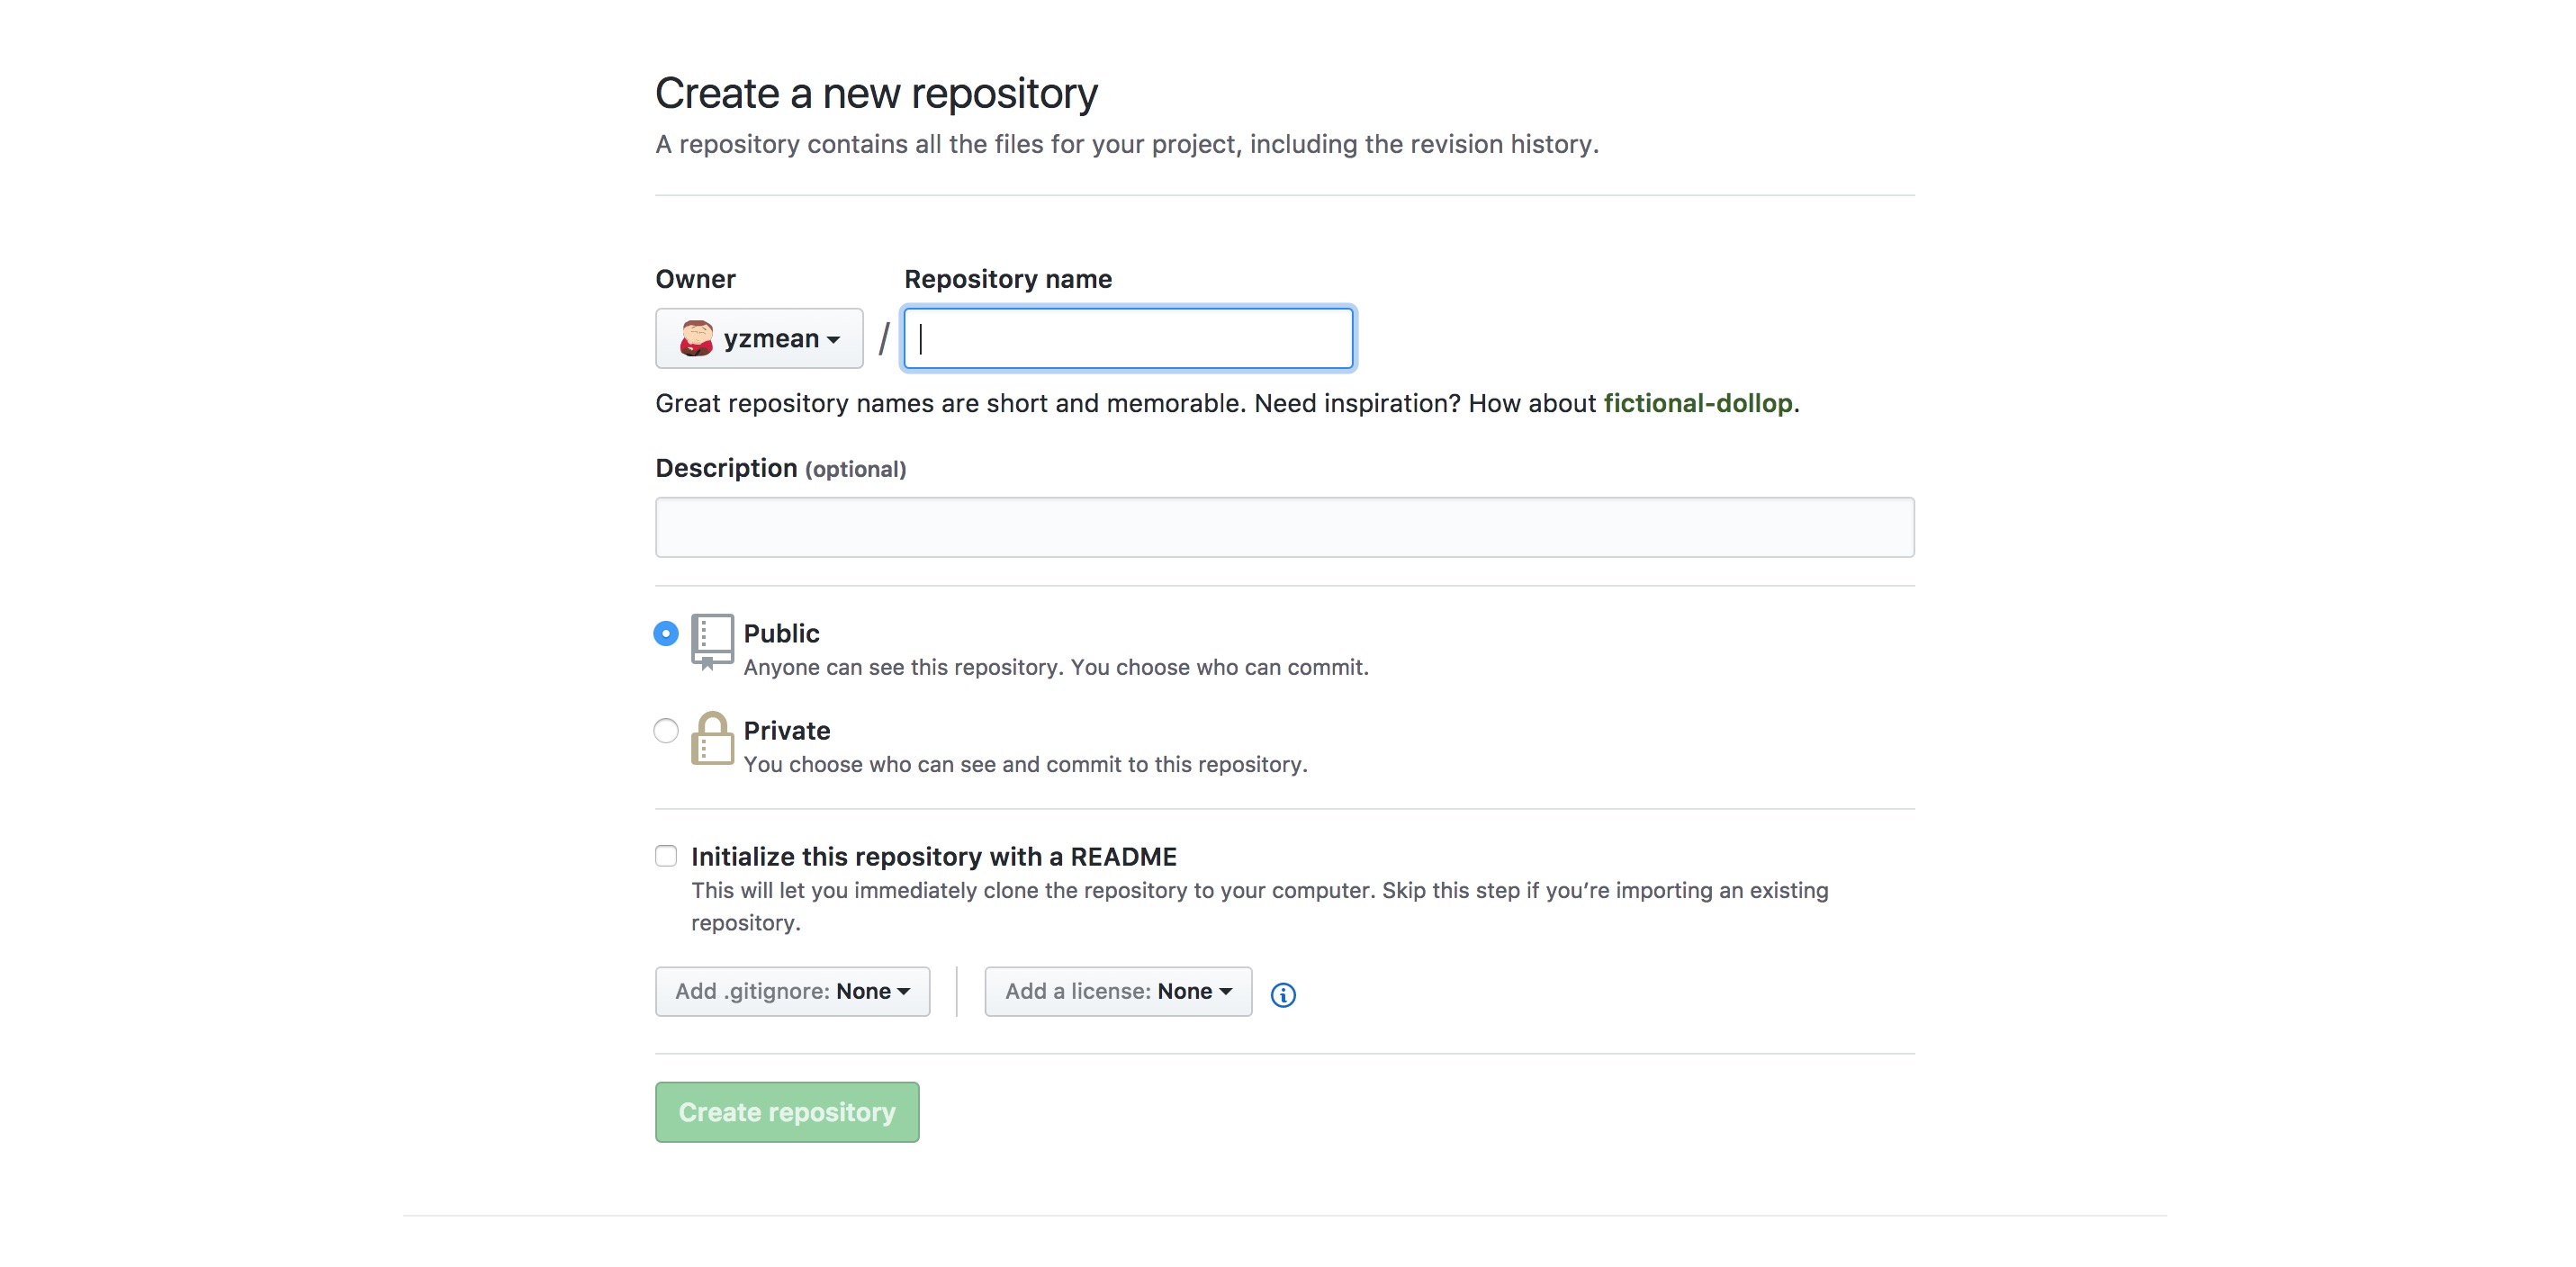 Create a new repository
A repository contains all the files for your project, including the revision history.
Owner
Repository name
yzmean
/
Great repository names are short and memorable. Need inspiration? How about fictional-dollop.
Description (optional)
Public
Anyone can see this repository. You choose who can commit.
Private
You choose who can see and commit to this repository.
Initialize this repository with a README
This will let you immediately clone the repository to your computer. Skip this step if you’re importing an existing
repository.
Add .gitignore: None
Add a license: None
Create repository